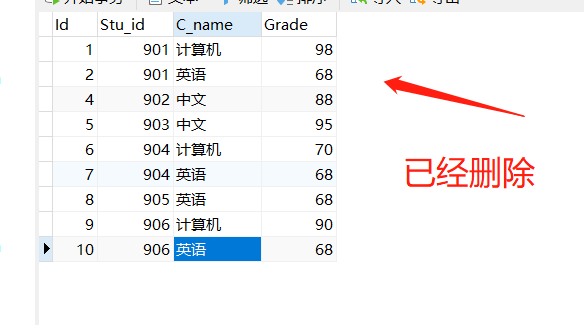 Id Stu_id C_name Grade
1 901 计算机 98
2 901 英语 68
4 902 中文 88
5 903 中文 95
6 904 计算机 70
7 904 英语 68
8 905 英语 68
9 906 计算机 90
10 906 英语 68
已经删除